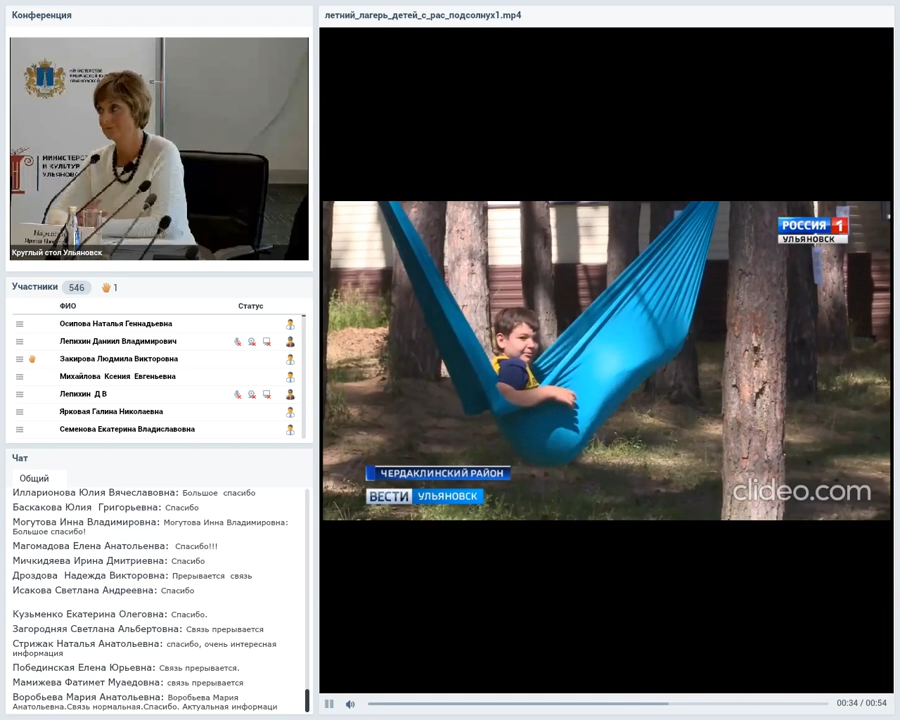 Конференция
МИНИСТЕРСТВО
МИНИСТЕРС
И КУЛЬТУР
УЛЬЯНОВ
Круглый стол Ульяновск
Участники 546 1
ФИО Статус
Осипова Наталья Геннадьевна
Лепихин Даниил Владимирович
Закирова Людмила Викторовна
Михайлова Ксения Евгеньевна
Лепихин Д В
Ярковая Галина Николаевна
Семенова Екатерина Владиславовна
Чат
Общий
Илларионова Юлия Вячеславовна: Большое спасибо
Баскакова Юлия Григорьевна: Спасибо
Могутова Инна Владимировна: Могутова Инна Владимировна:
Большое спасибо!
Магомадова Елена Анатольенва: Спасибо!!!
Мичкидяева Ирина Дмитриевна: Спасибо
Дроздова Надежда Викторовна: Прерывается связь
Исакова Светлана Андреевна: Спасибо
Кузьменко Екатерина Олеговна: Спасибо.
Загородняя Светлана Альбертовна: Связь прерывается
Стрижак Наталья Анатольевна: спасибо, очень интересная
информация
Побединская Елена Юрьевна: Связь прерывается.
Мамижева Фатимет Муаедовна: связь прерывается
Воробьева Мария Анатольевна: Воробьева Мария
Анатольевна.Связь нормальная.Спасибо. Актуальная информаци
летний_лагерь_детей_с_рас_подсолнух1.mp4
РОССИЯ 1
УЛЬЯНОВСК
ЧЕРДАКЛИНСКИЙ РАЙОН
ВЕСТИ УЛЬЯНОВСК
clideo.com
00:34 / 00:54